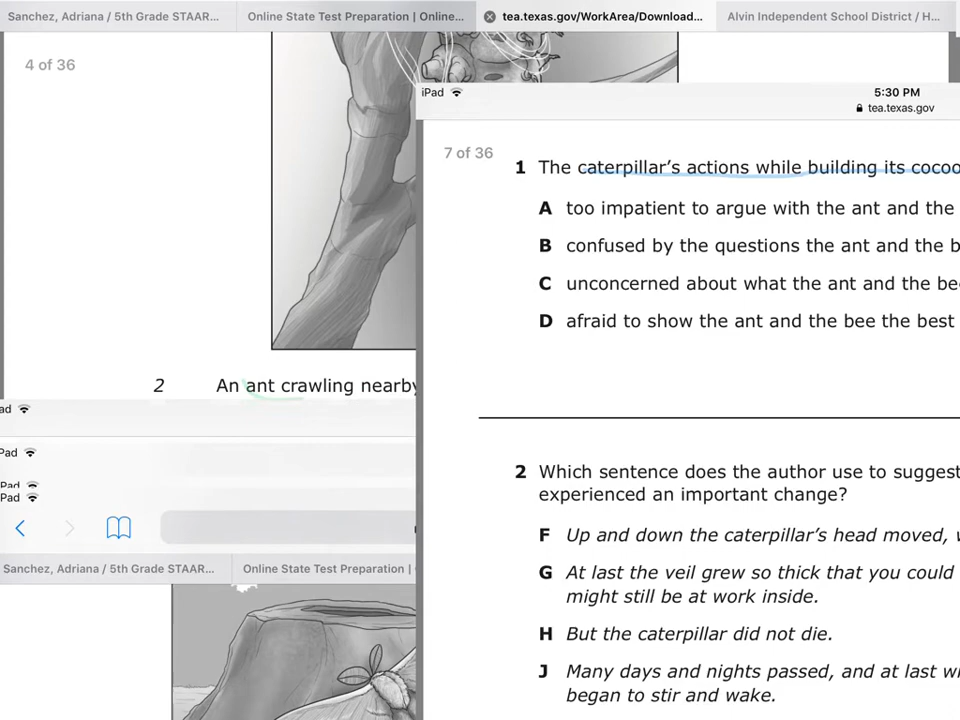 Sanchez, Adriana / 5th Grade STAAR...
Online State Test Preparation | Online...
tea.texas.gov/WorkArea/Download...
Alvin Independent School District / H...
4 of 36
iPad
5:30 PM
tea.texas.gov
7 of 36
1 The caterpillar's actions while building its
A too impatient to argue with the ant and the
B confused by the questions the ant and the
C unconcerned about what the ant and the
D afraid to show the ant and the bee the best
2 An ant crawling nearby
ad
Pad
Pad
Pad
2 Which sentence does the author use to suggest
experienced an important change?
F Up and down the caterpillar's head moved,
G At last the veil grew so thick that you could
might still be at work inside.
H But the caterpillar did not die.
J Many days and nights passed, and at last
began to stir and wake.
Sanchez, Adriana / 5th Grade STAAR...
Online State Test Preparation |